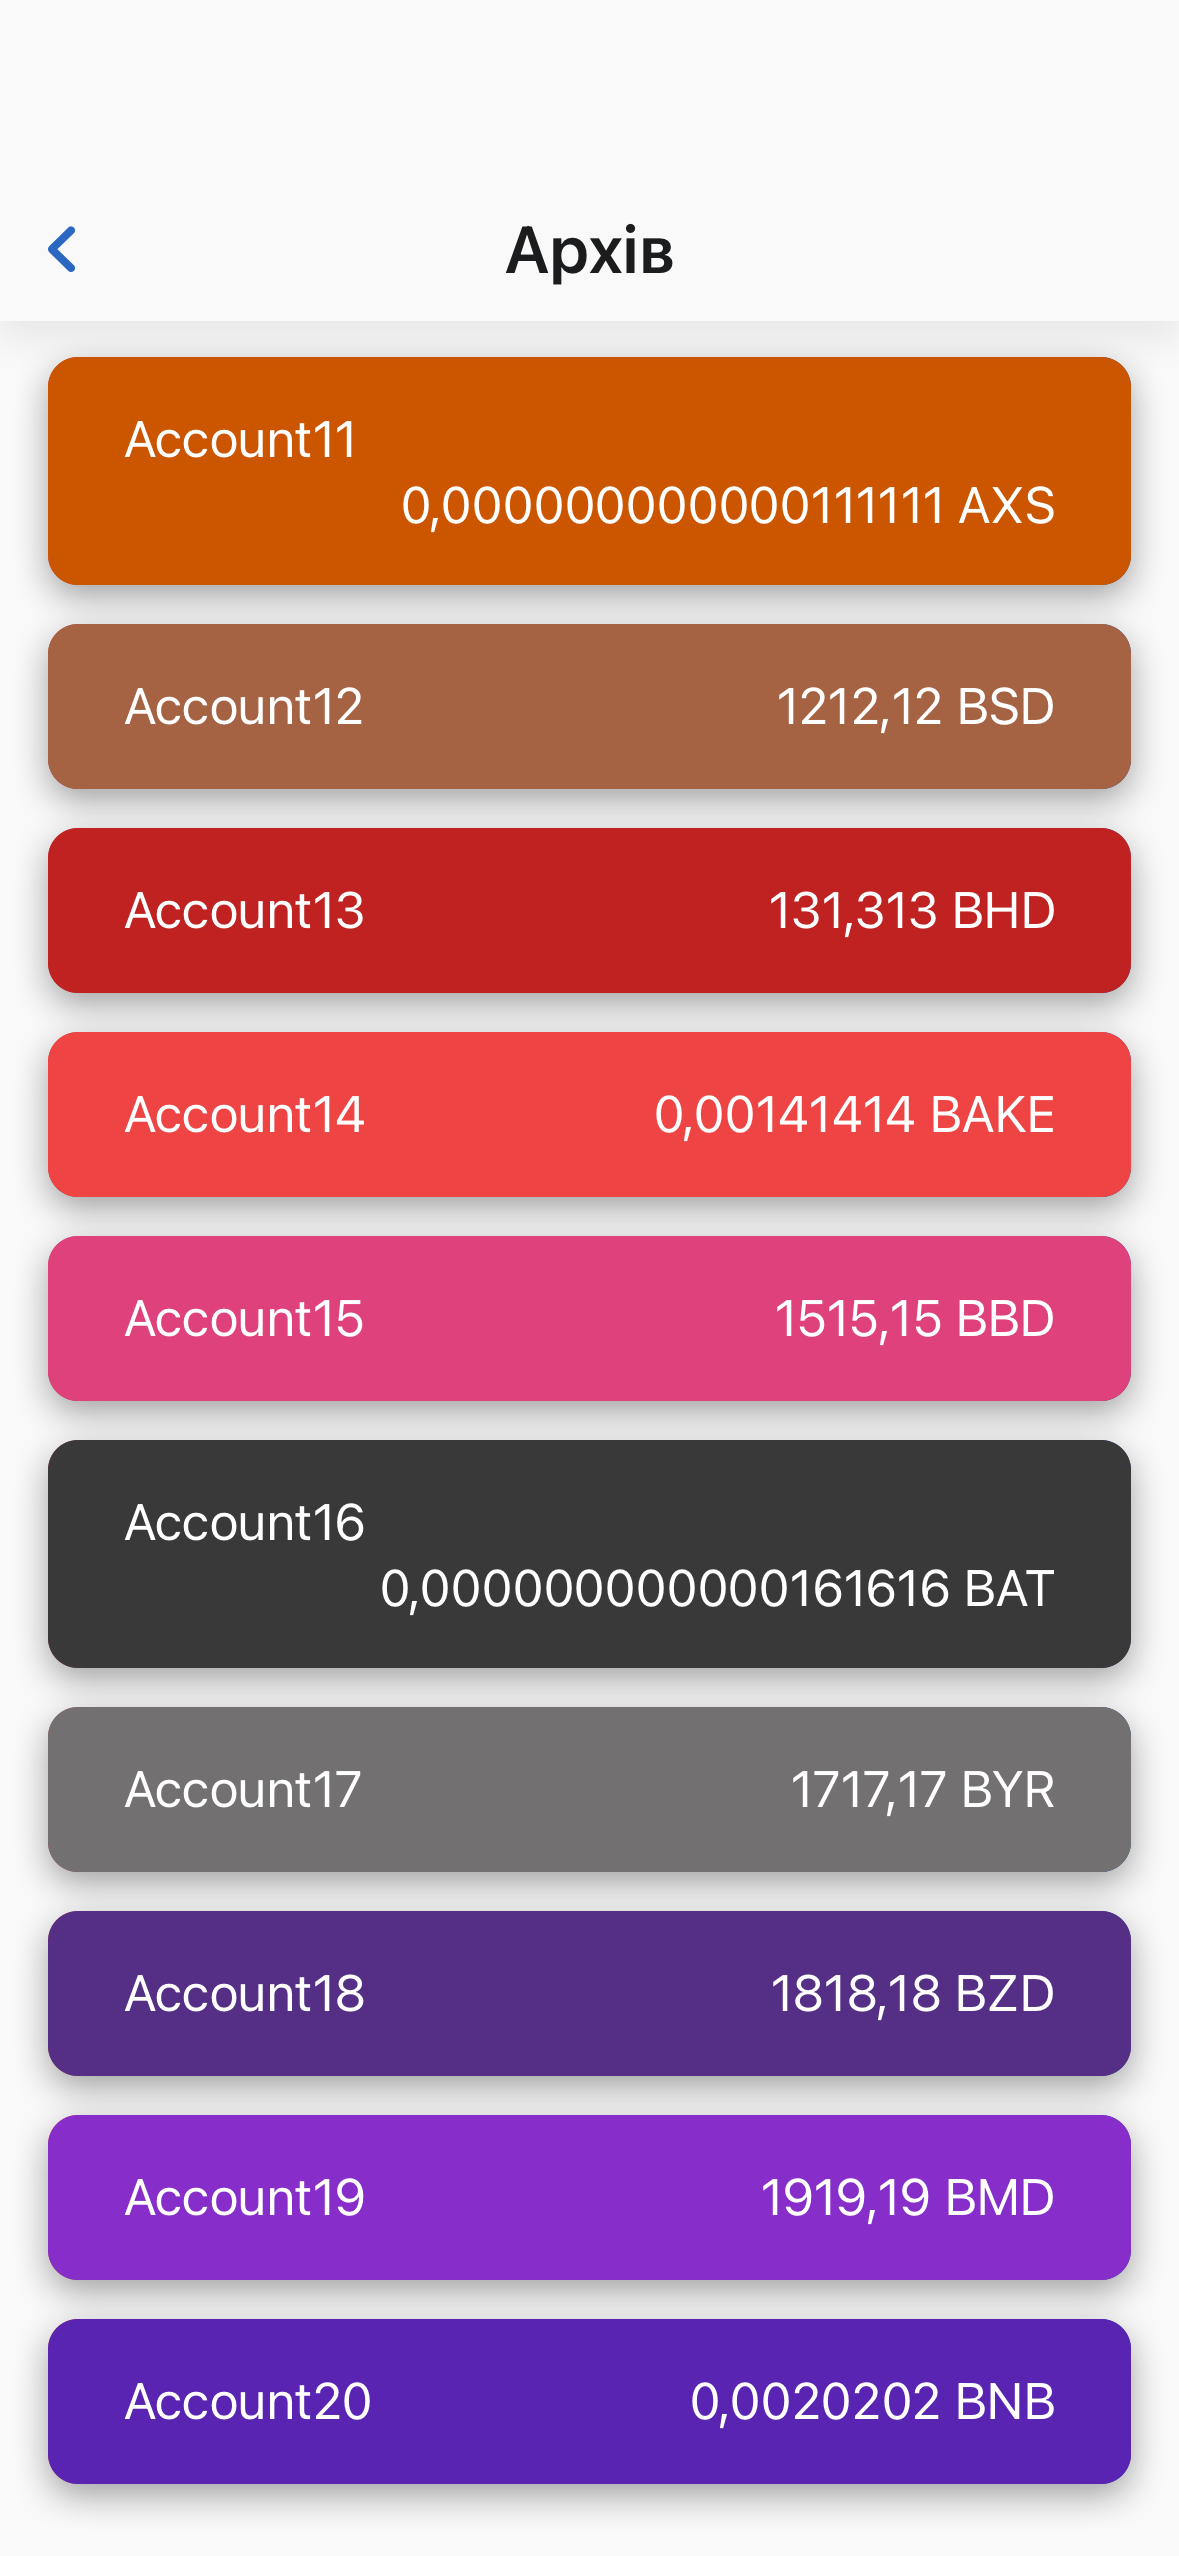 Архів
Account11
0,000000000000111111 AXS
Account12 1212,12 BSD
Account13 131,313 BHD
Account14 0,00141414 BAKE
Account15 1515,15 BBD
Account16
0,000000000000161616 BAT
Account17 1717,17 BYR
Account18 1818,18 BZD
Account19 1919,19 BMD
Account20 0,0020202 BNB